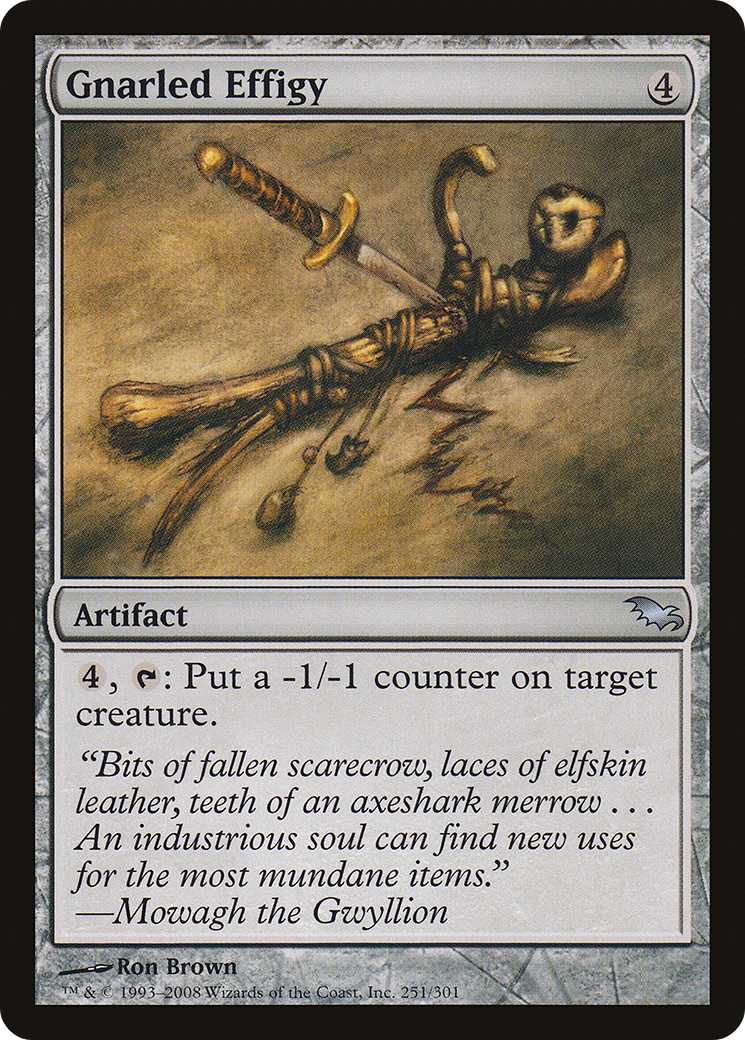 Gnarled Effigy 4
Artifact
4, : Put a -1/-1 counter on target
creature.
“Bits of fallen scarecrow, laces of elfskin
leather, teeth of an axeshark merrow . . .
An industrious soul can find new uses
for the most mundane items.”
—Mowagh the Gwyllion
Ron Brown
™ & © 1993–2008 Wizards of the Coast, Inc. 251/301